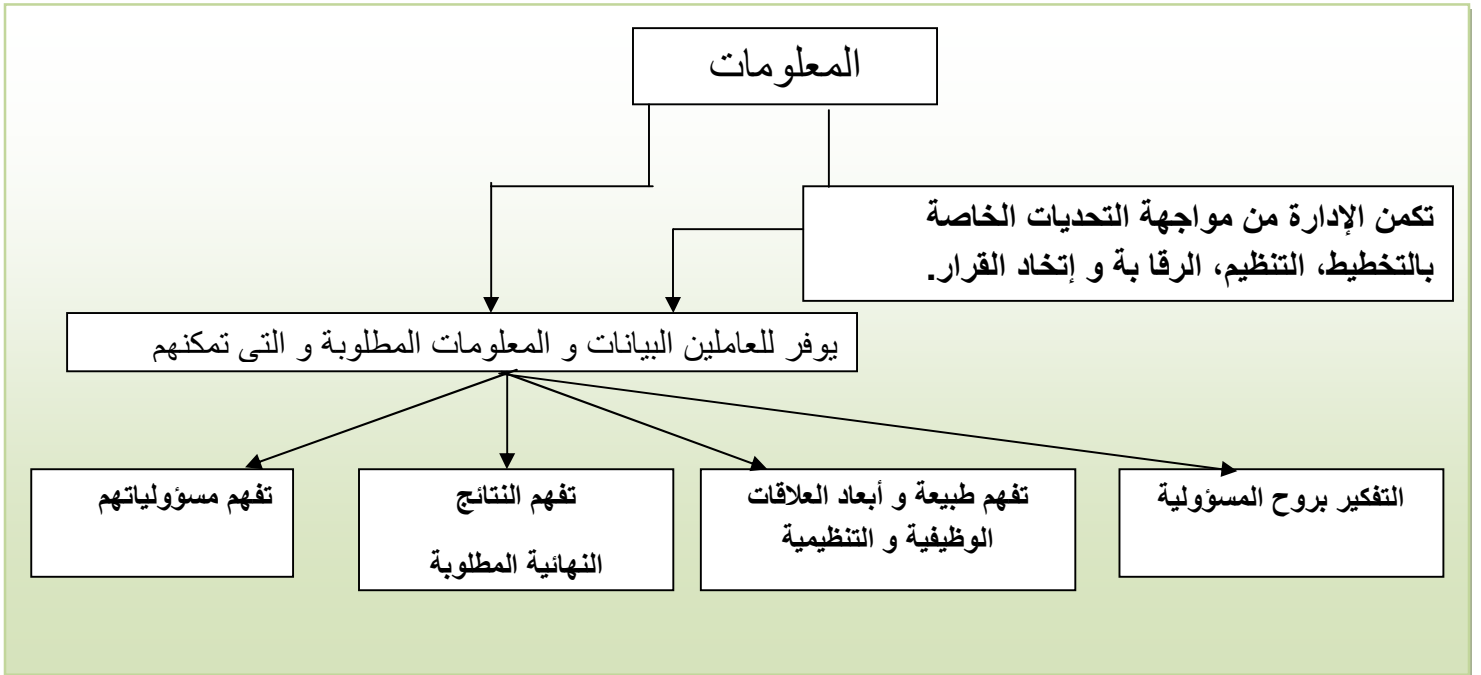 المعلومات
تكمن الإدارة من مواجهة التحديات الخاصة
بالتخطيط، التنظيم، الرقا بة و إتخاد القرار.
يوفر للعاملين البيانات و المعلومات المطلوبة و التى تمكنهم
التفكير بروح المسؤولية
تفهم طبيعة و أبعاد العلاقات
الوظيفية و التنظيمية
تفهم النتائج
النهائية المطلوبة
تفهم مسؤولياتهم